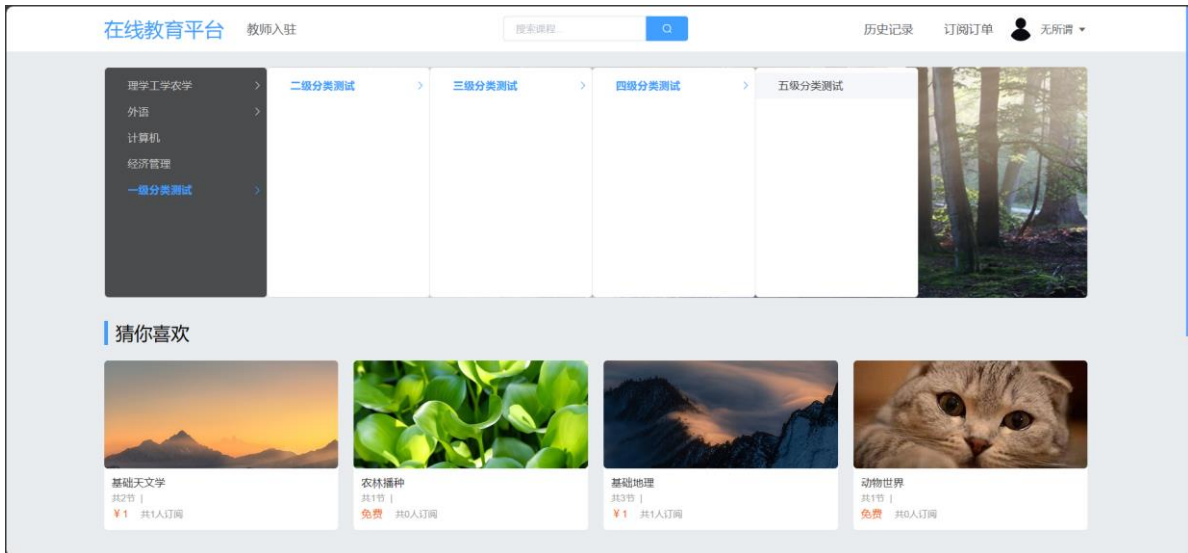 在线教育平台 教师入驻 搜索课程... 历史记录 订阅订单 无所谓
理学工学农学 二级分类测试 三级分类测试 四级分类测试 五级分类测试
外语
计算机
经济管理
一级分类测试
猜你喜欢
基础天文学
共2节 |
¥1 共1人订阅
农林播种
共1节 |
免费 共0人订阅
基础地理
共3节 |
¥1 共1人订阅
动物世界
共1节 |
免费 共0人订阅